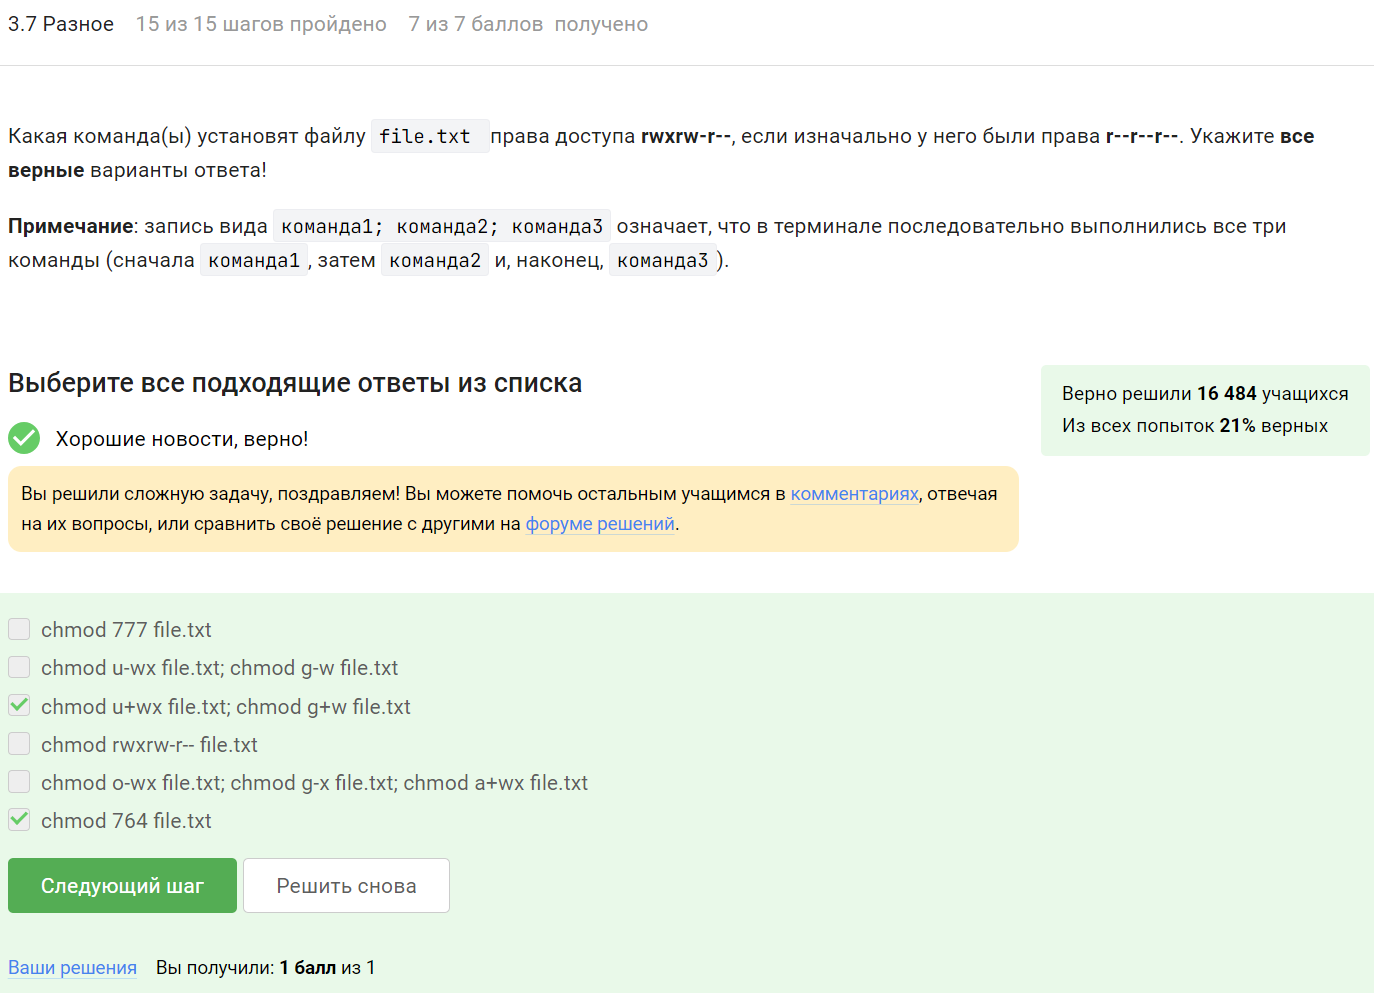 3.7 Разное 15 из 15 шагов пройдено 7 из 7 баллов получено
Какая команда(ы) установят файлу file.txt права доступа rwxrw-r--, если изначально у него были права r--r--r--. Укажите все
верные варианты ответа!
Примечание: запись вида команда1; команда2; команда3 означает, что в терминале последовательно выполнились все три
команды (сначала команда1, затем команда2 и, наконец, команда3).
Выберите все подходящие ответы из списка
Верно решили 16 484 учащихся
Из всех попыток 21% верных
Хорошие новости, верно!
Вы решили сложную задачу, поздравляем! Вы можете помочь остальным учащимся в комментариях, отвечая
на их вопросы, или сравнить своё решение с другими на форуме решений.
chmod 777 file.txt
chmod u-wx file.txt; chmod g-w file.txt
chmod u+wx file.txt; chmod g+w file.txt
chmod rwxrw-r-- file.txt
chmod o-wx file.txt; chmod g-x file.txt; chmod a+wx file.txt
chmod 764 file.txt
Следующий шаг Решить снова
Ваши решения Вы получили: 1 балл из 1